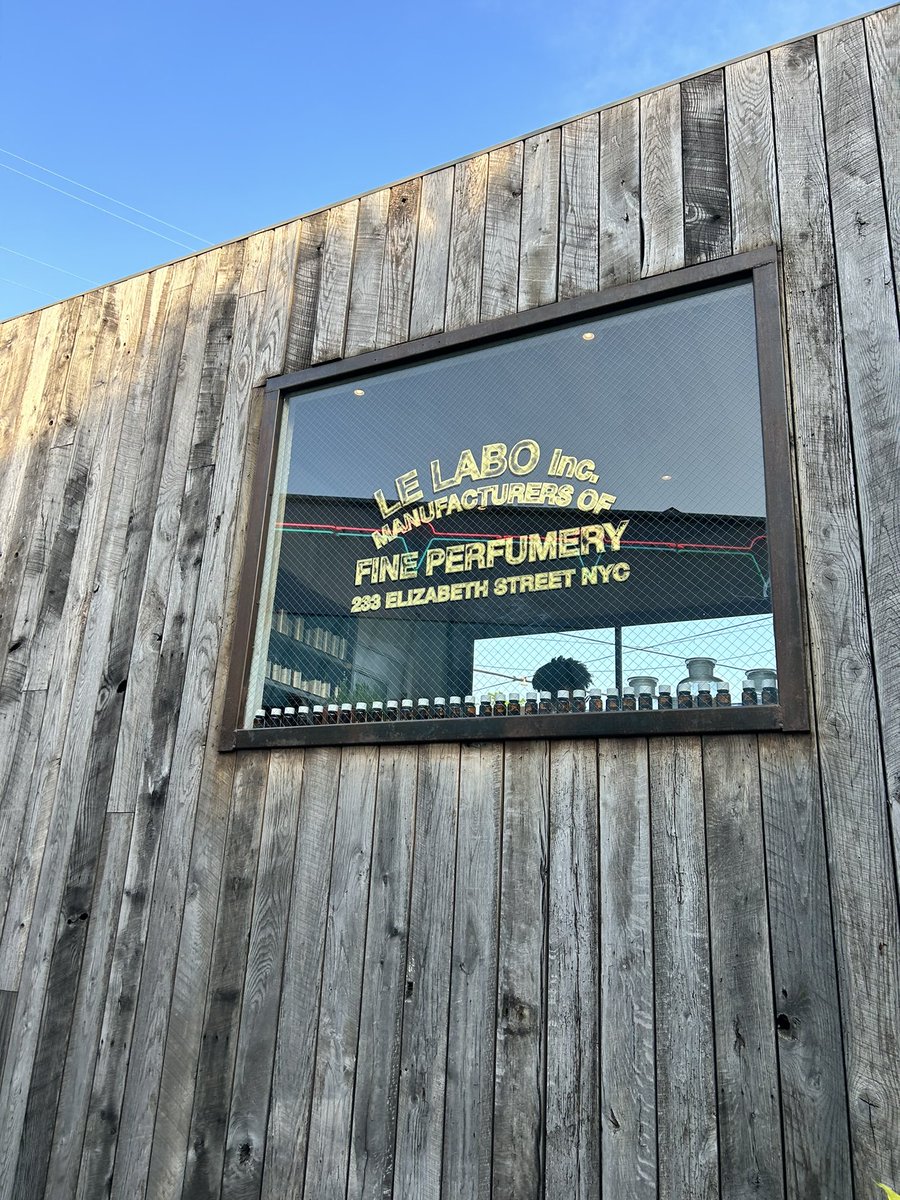 LE LABO Inc.
MANUFACTURERS OF
FINE PERFUMERY
233 ELIZABETH STREET NYC